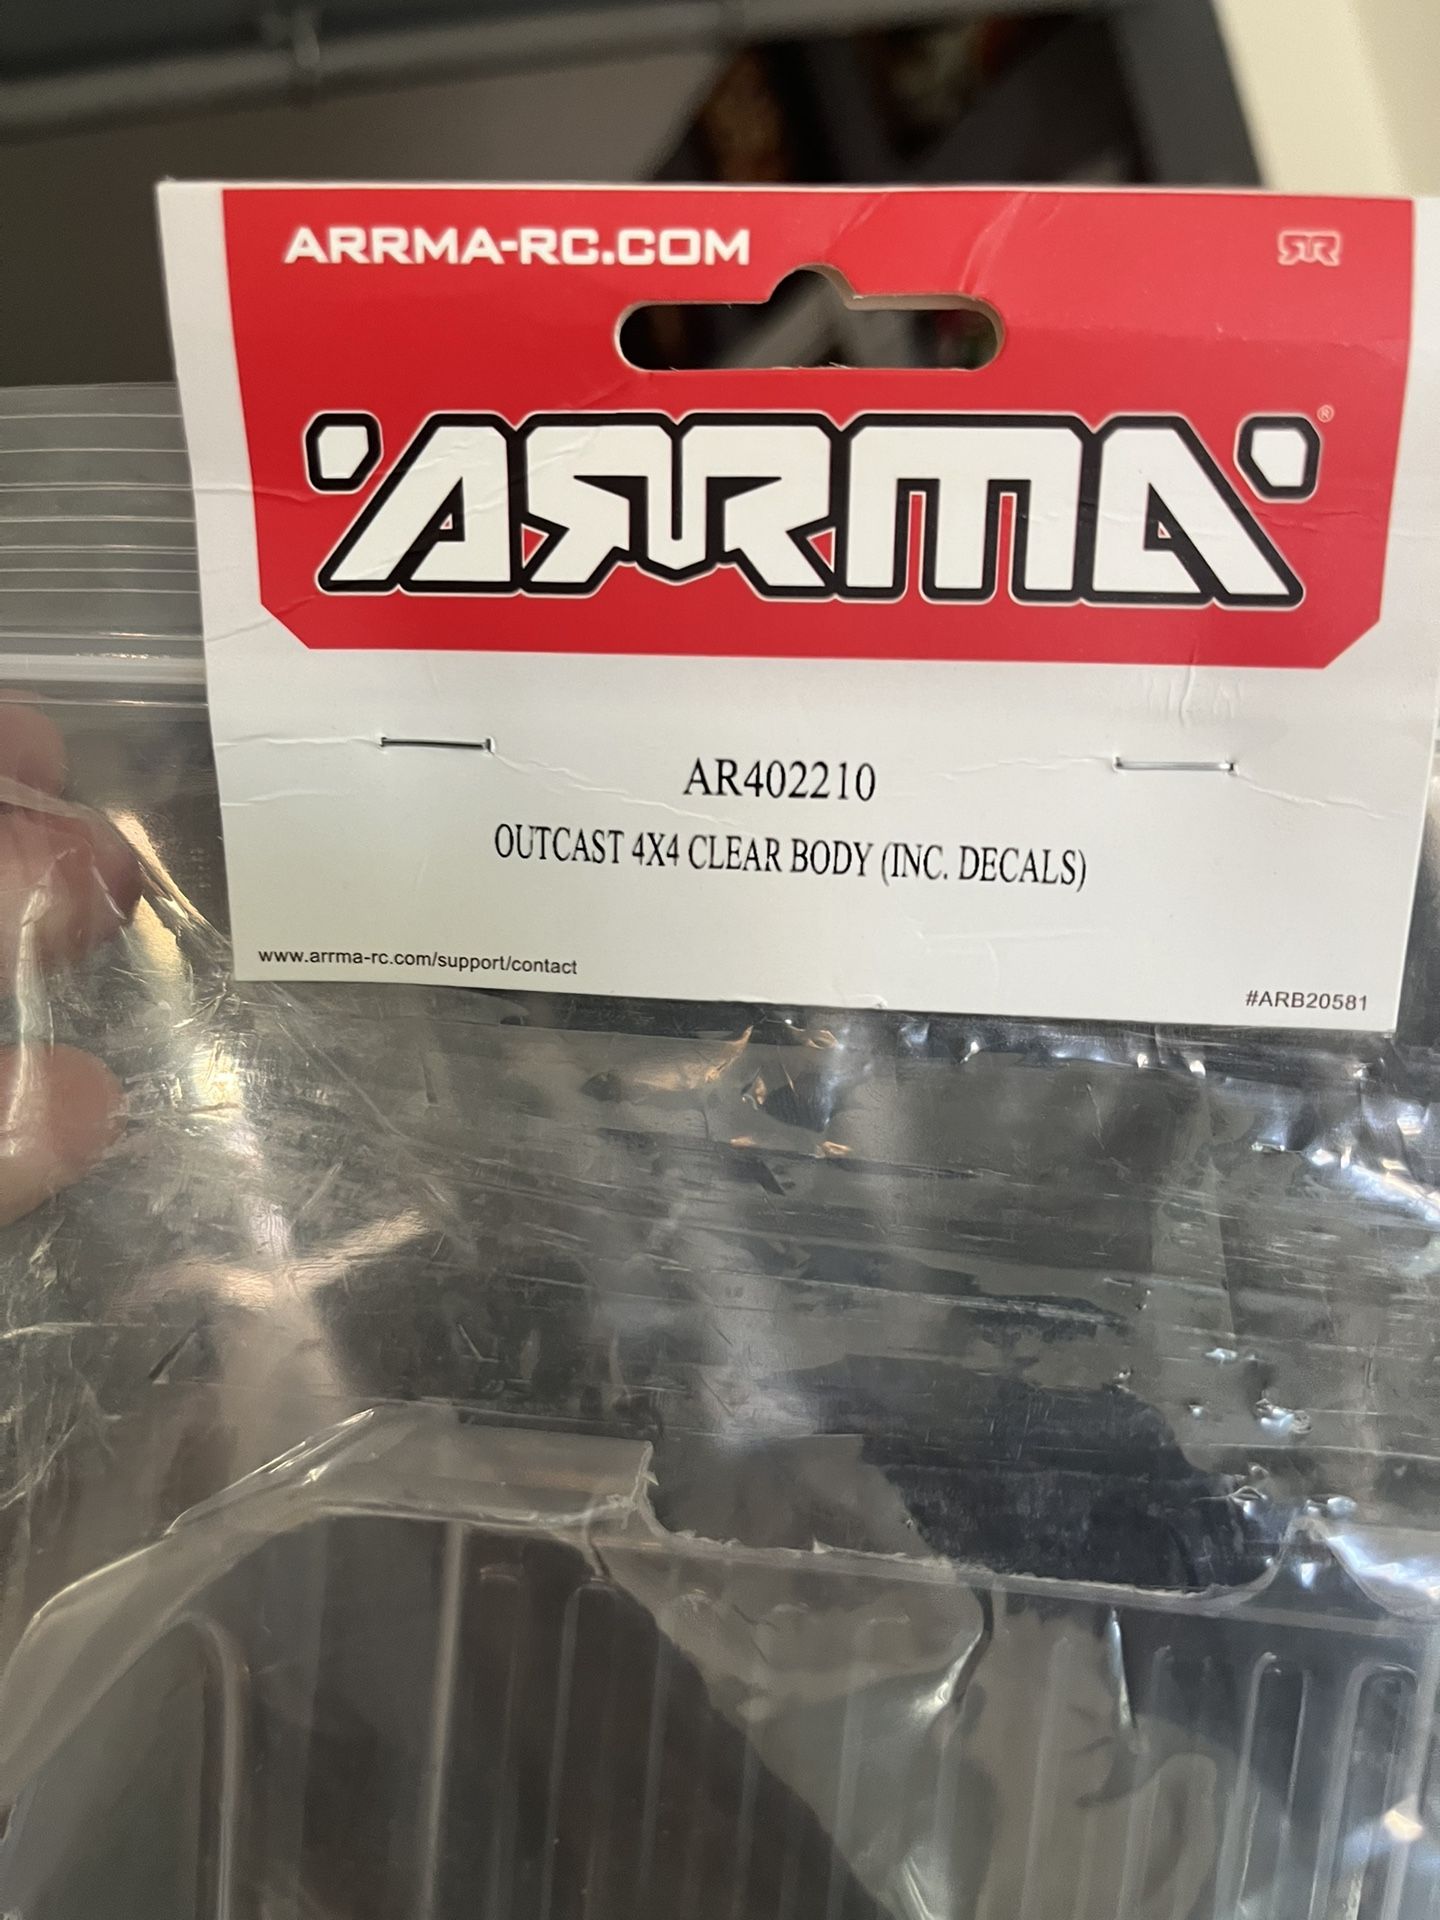 ARRMA-RC.COM
ARRMA®
AR402210
OUTCAST 4X4 CLEAR BODY (INC. DECALS)
www.arrma-rc.com/support/contact
#ARB20581